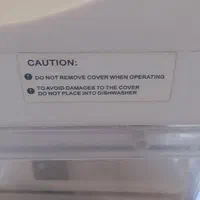 CAUTION:
DO NOT REMOVE COVER WHEN OPERATING
TO AVOID DAMAGES TO THE COVER
DO NOT PLACE INTO DISHWASHER